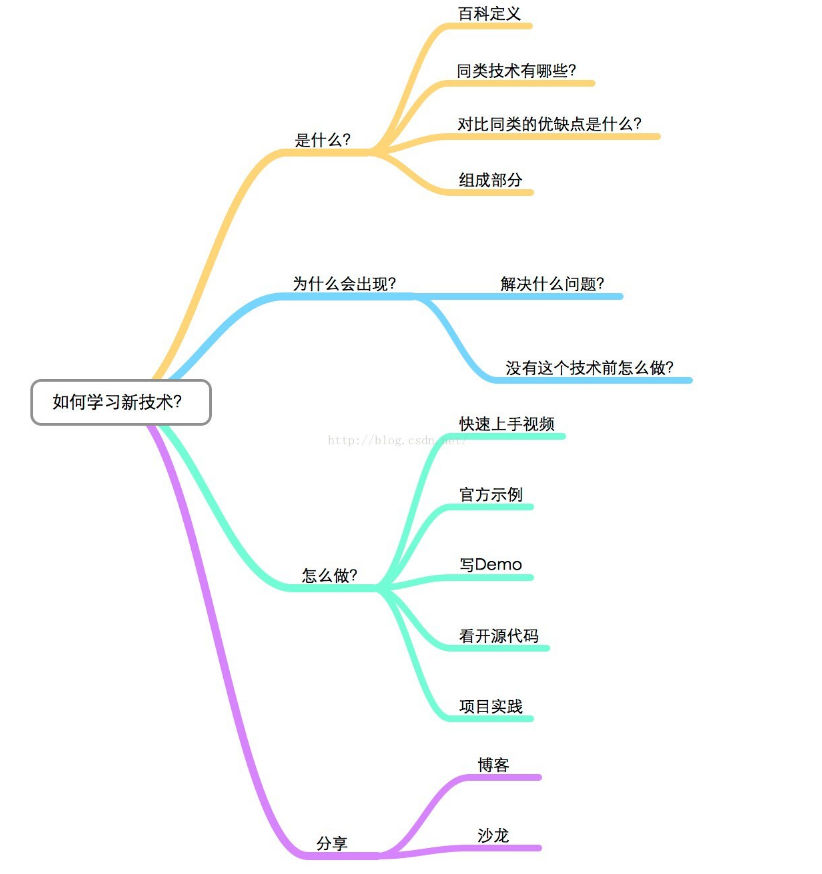 百科定义
同类技术有哪些?
对比同类的优缺点是什么?
是什么?
组成部分
为什么会出现?
解决什么问题?
没有这个技术前怎么做?
如何学习新技术?
快速上手视频
http://blog.csdn.net/
官方示例
写Demo
怎么做?
看开源代码
项目实践
博客
沙龙
分享